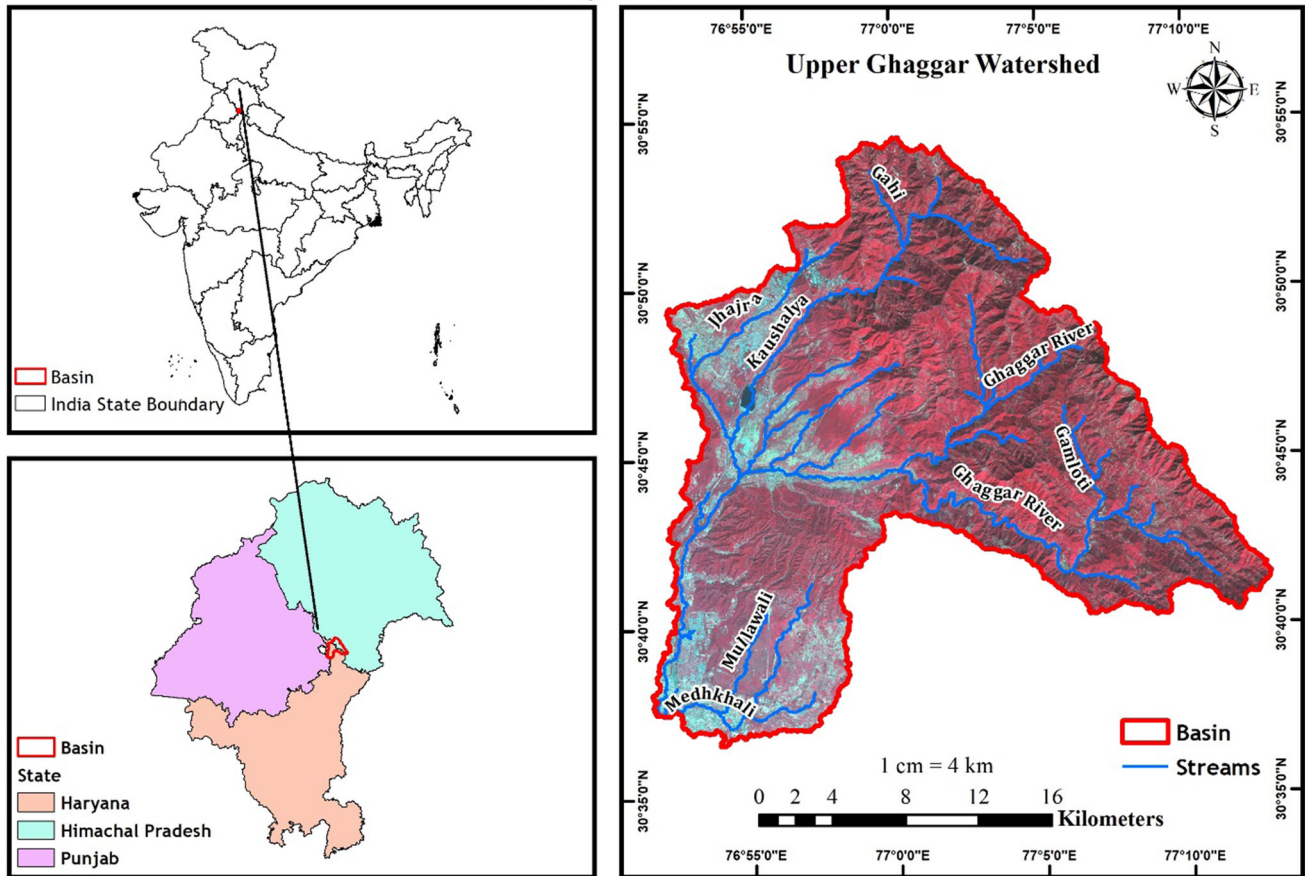 Basin
India State Boundary
Basin
State
Haryana
Himachal Pradesh
Punjab
76°55'0"E
77°0'0"E
77°5'0"E
77°10'0"E
Upper Ghaggar Watershed
N
W
E
S
30°55'0"N
30°55'0"N
Gahi
30°50'0"N
30°50'0"N
Jhajra
Kaushalya
Ghaggar River
30°45'0"N
30°45'0"N
Gamloti
Ghaggar River
30°40'0"N
30°40'0"N
Mullawali
Medhkhali
Basin
Streams
1 cm = 4 km
30°35'0"N
30°35'0"N
0 2 4 8 12 16
Kilometers
76°55'0"E
77°0'0"E
77°5'0"E
77°10'0"E